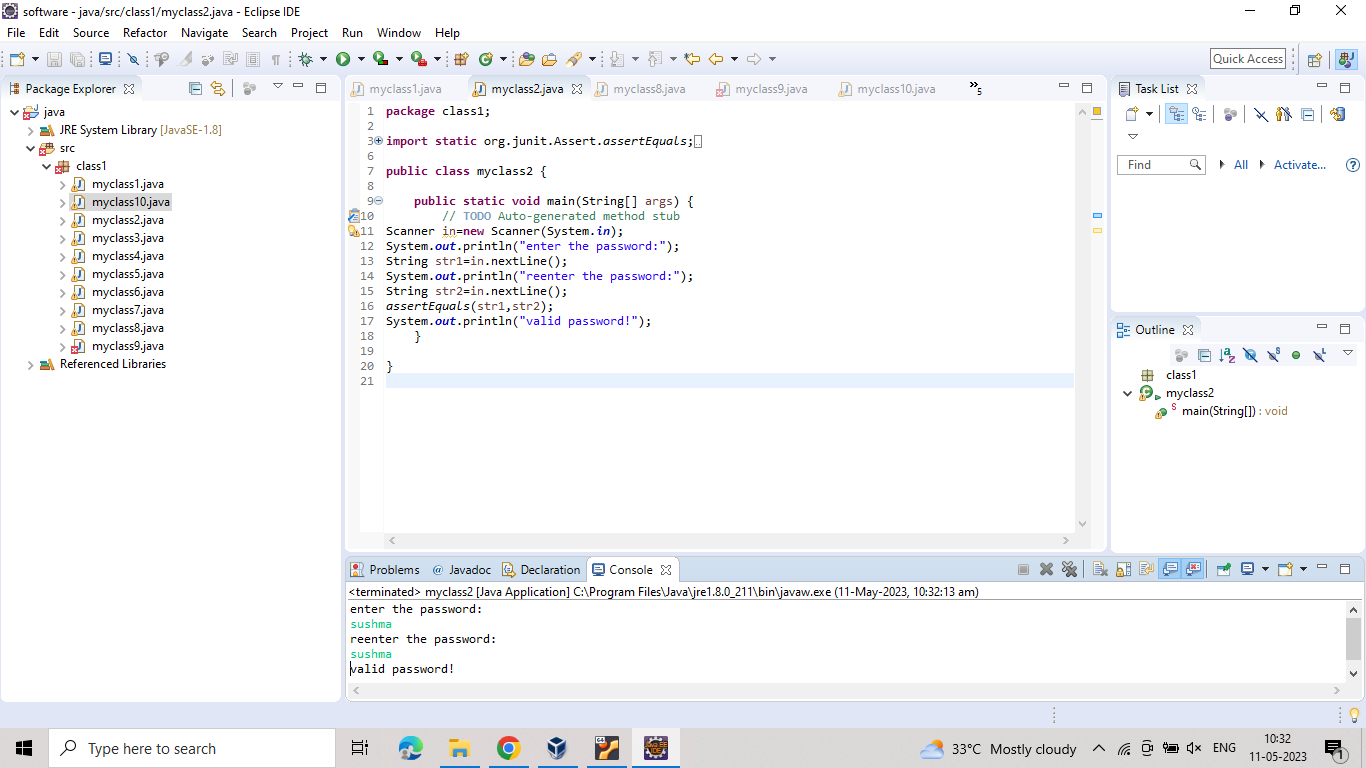 software - java/src/class1/myclass2.java - Eclipse IDE
File Edit Source Refactor Navigate Search Project Run Window Help
Quick Access
Package Explorer
java
JRE System Library [JavaSE-1.8]
src
class1
myclass1.java
myclass10.java
myclass2.java
myclass3.java
myclass4.java
myclass5.java
myclass6.java
myclass7.java
myclass8.java
myclass9.java
Referenced Libraries
myclass1.java myclass2.java myclass8.java myclass9.java myclass10.java »5
1 package class1;
2
3 import static org.junit.Assert.assertEquals;
6
7 public class myclass2 {
8
9 public static void main(String[] args) {
10 // TODO Auto-generated method stub
11 Scanner in=new Scanner(System.in);
12 System.out.println("enter the password:");
13 String str1=in.nextLine();
14 System.out.println("reenter the password:");
15 String str2=in.nextLine();
16 assertEquals(str1,str2);
17 System.out.println("valid password!");
18 }
19
20 }
21
Task List
Find All Activate...
Outline
class1
myclass2
main(String[]) : void
Problems @ Javadoc Declaration Console
<terminated> myclass2 [Java Application] C:\Program Files\Java\jre1.8.0_211\bin\javaw.exe (11-May-2023, 10:32:13 am)
enter the password:
sushma
reenter the password:
sushma
valid password!
Type here to search
33°C Mostly cloudy
ENG
10:32
11-05-2023
1